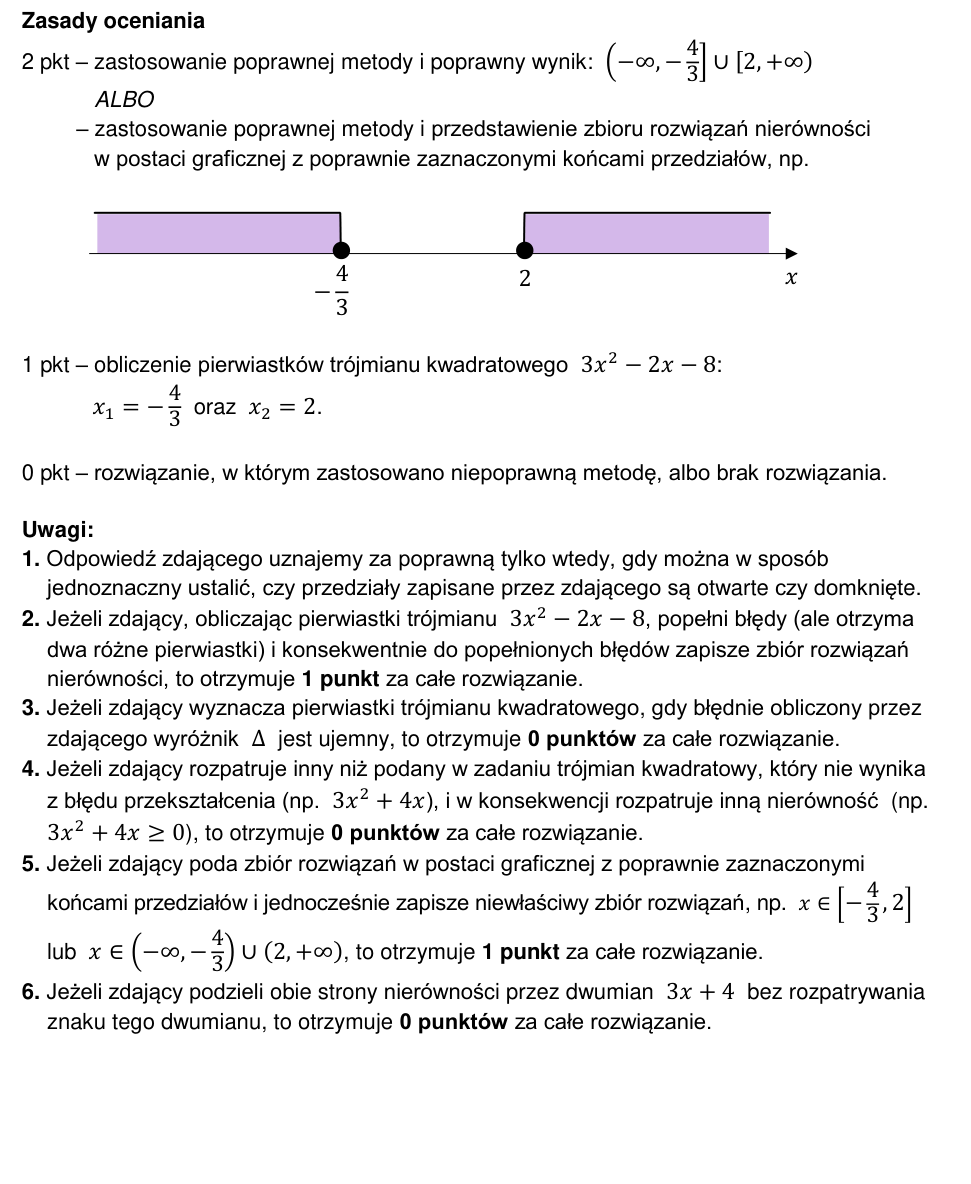 Zasady oceniania
2 pkt – zastosowanie poprawnej metody i poprawny wynik: (−∞, −4/3] ∪ [2, +∞)
ALBO
– zastosowanie poprawnej metody i przedstawienie zbioru rozwiązań nierówności
w postaci graficznej z poprawnie zaznaczonymi końcami przedziałów, np.
−4/3 2 x
1 pkt – obliczenie pierwiastków trójmianu kwadratowego 3x² − 2x − 8:
x₁ = −4/3 oraz x₂ = 2.
0 pkt – rozwiązanie, w którym zastosowano niepoprawną metodę, albo brak rozwiązania.
Uwagi:
1. Odpowiedź zdającego uznajemy za poprawną tylko wtedy, gdy można w sposób
jednoznaczny ustalić, czy przedziały zapisane przez zdającego są otwarte czy domknięte.
2. Jeżeli zdający, obliczając pierwiastki trójmianu 3x² − 2x − 8, popełni błędy (ale otrzyma
dwa różne pierwiastki) i konsekwentnie do popełnionych błędów zapisze zbiór rozwiązań
nierówności, to otrzymuje 1 punkt za całe rozwiązanie.
3. Jeżeli zdający wyznacza pierwiastki trójmianu kwadratowego, gdy błędnie obliczony przez
zdającego wyróżnik Δ jest ujemny, to otrzymuje 0 punktów za całe rozwiązanie.
4. Jeżeli zdający rozpatruje inny niż podany w zadaniu trójmian kwadratowy, który nie wynika
z błędu przekształcenia (np. 3x² + 4x), i w konsekwencji rozpatruje inną nierówność (np.
3x² + 4x ≥ 0), to otrzymuje 0 punktów za całe rozwiązanie.
5. Jeżeli zdający poda zbiór rozwiązań w postaci graficznej z poprawnie zaznaczonymi
końcami przedziałów i jednocześnie zapisze niewłaściwy zbiór rozwiązań, np. x ∈ [−4/3, 2]
lub x ∈ (−∞, −4/3) ∪ (2, +∞), to otrzymuje 1 punkt za całe rozwiązanie.
6. Jeżeli zdający podzieli obie strony nierówności przez dwumian 3x + 4 bez rozpatrywania
znaku tego dwumianu, to otrzymuje 0 punktów za całe rozwiązanie.